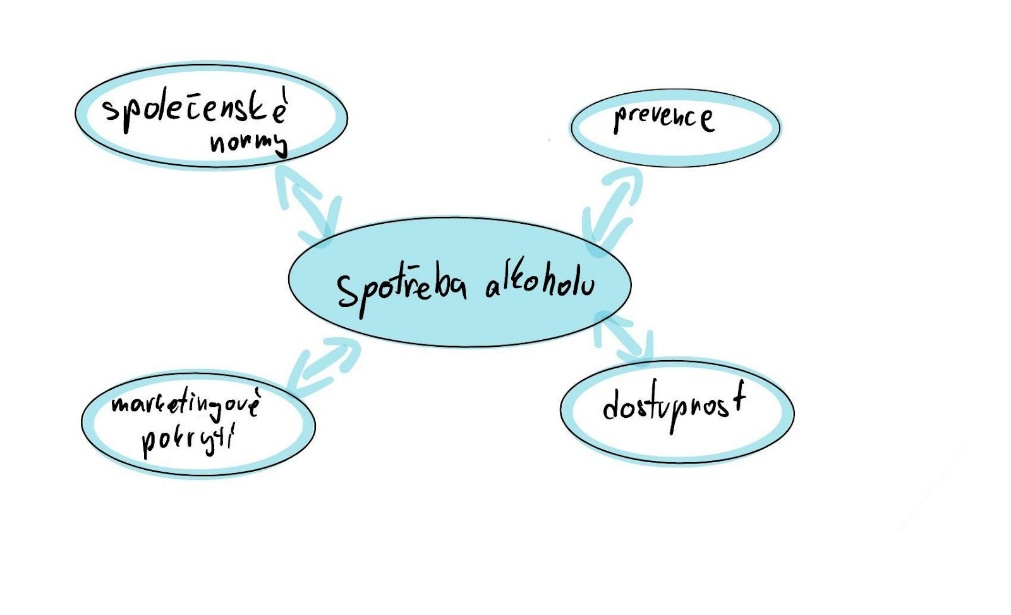 společenské
normy
prevence
spotřeba alkoholu
marketingové
pokrytí
dostupnost